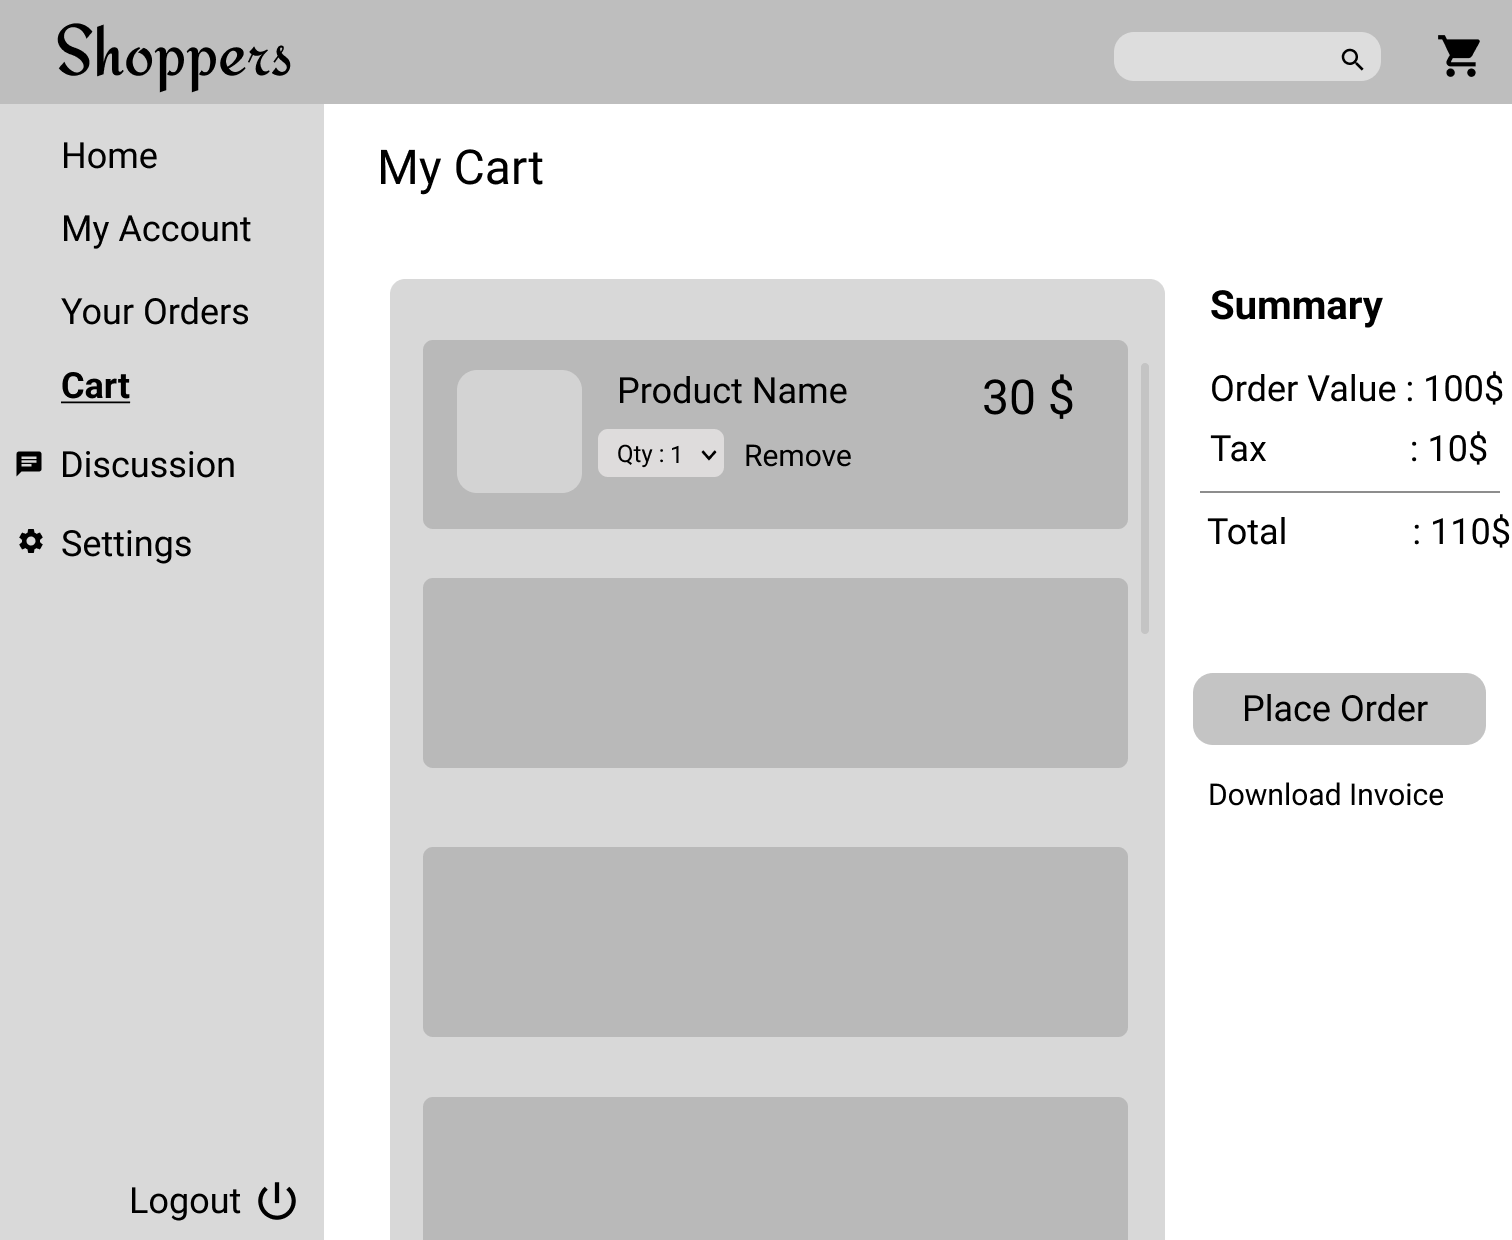 Shoppers
Home
My Account
Your Orders
Cart
Discussion
Settings
Logout
My Cart
Product Name
30 $
Qty : 1
Remove
Summary
Order Value : 100$
Tax : 10$
Total : 110$
Place Order
Download Invoice